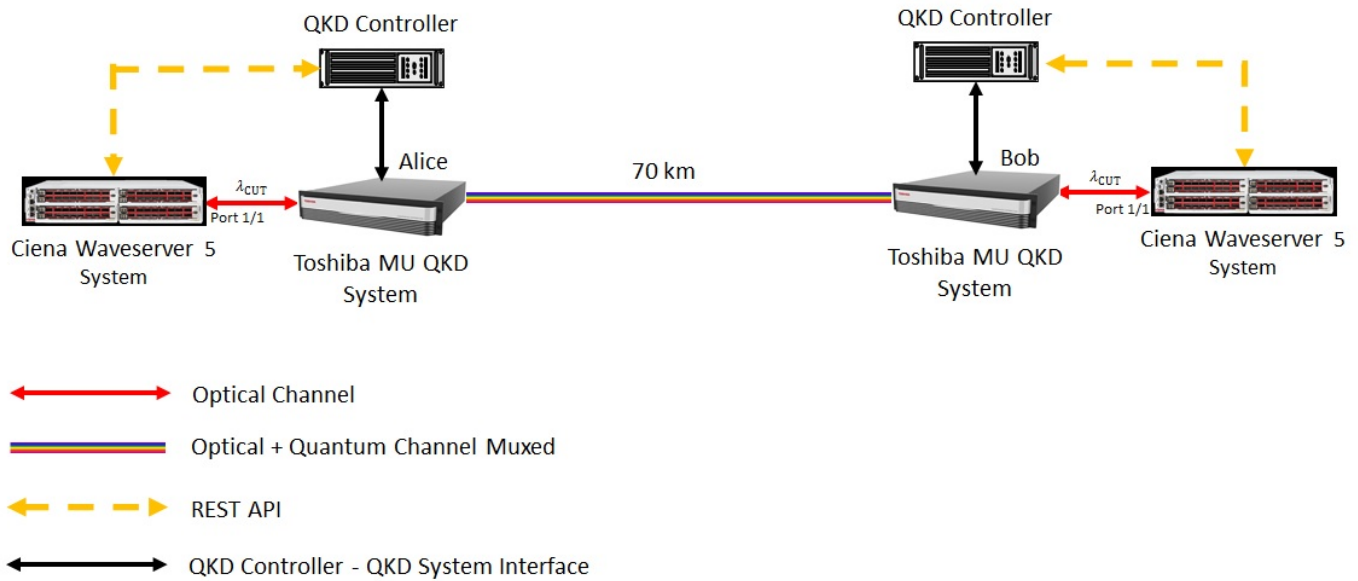 QKD Controller
QKD Controller
Alice
70 km
Bob
λCUT
Port 1/1
λCUT
Port 1/1
Ciena Waveserver 5
System
Toshiba MU QKD
System
Toshiba MU QKD
System
Ciena Waveserver 5
System
Optical Channel
Optical + Quantum Channel Muxed
REST API
QKD Controller - QKD System Interface